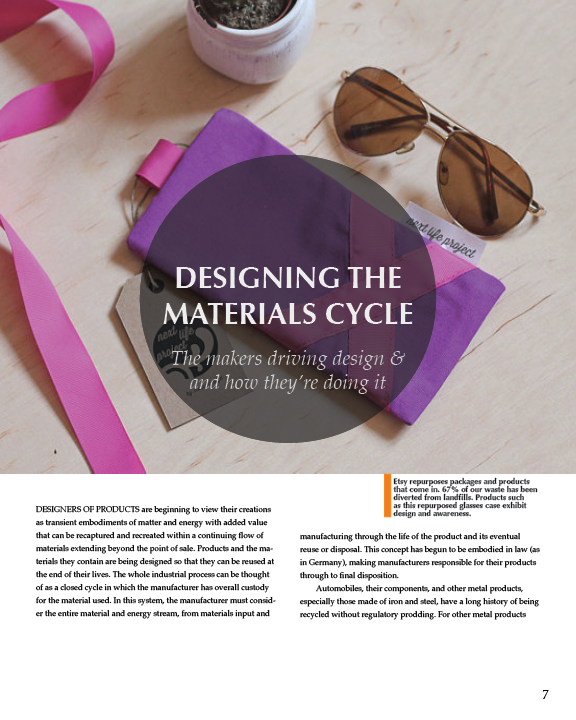 next life project
DESIGNING THE
MATERIALS CYCLE
next life
project
The makers driving design &
and how they're doing it
Etsy repurposes packages and products
that come in. 67% of our waste has been
diverted from landfills. Products such
as this repurposed glasses case exhibit
design and awareness.
DESIGNERS OF PRODUCTS are beginning to view their creations
as transient embodiments of matter and energy with added value
that can be recaptured and recreated within a continuing flow of
materials extending beyond the point of sale. Products and the ma-
terials they contain are being designed so that they can be reused at
the end of their lives. The whole industrial process can be thought
of as a closed cycle in which the manufacturer has overall custody
for the material used. In this system, the manufacturer must consid-
er the entire material and energy stream, from materials input and
manufacturing through the life of the product and its eventual
reuse or disposal. This concept has begun to be embodied in law (as
in Germany), making manufacturers responsible for their products
through to final disposition.
Automobiles, their components, and other metal products,
especially those made of iron and steel, have a long history of being
recycled without regulatory prodding. For other metal products
7